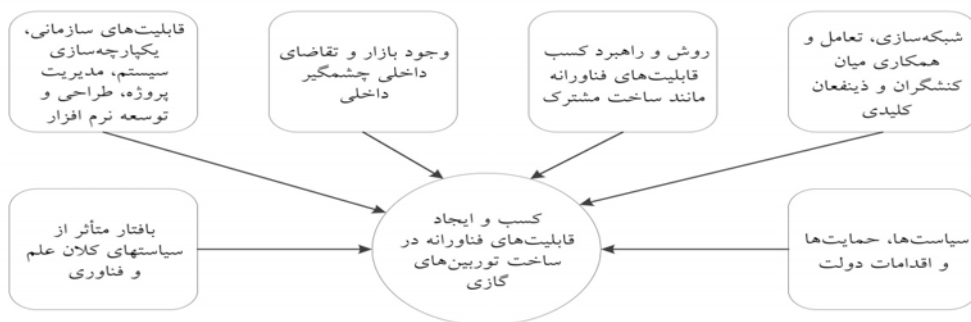 شبکه‌سازی، تعامل و
همکاری میان
کنشگران و ذینفعان
کلیدی
روش و راهبرد کسب
قابلیت‌های فناورانه
مانند ساخت مشترک
وجود بازار و تقاضای
داخلی چشمگیر
داخلی
قابلیت‌های سازمانی،
یکپارچه‌سازی
سیستم، مدیریت
پروژه، طراحی و
توسعه نرم افزار
سیاست‌ها، حمایت‌ها
و اقدامات دولت
کسب و ایجاد
قابلیت‌های فناورانه در
ساخت توربین‌های
گازی
بافتار متأثر از
سیاستهای کلان علم
و فناوری